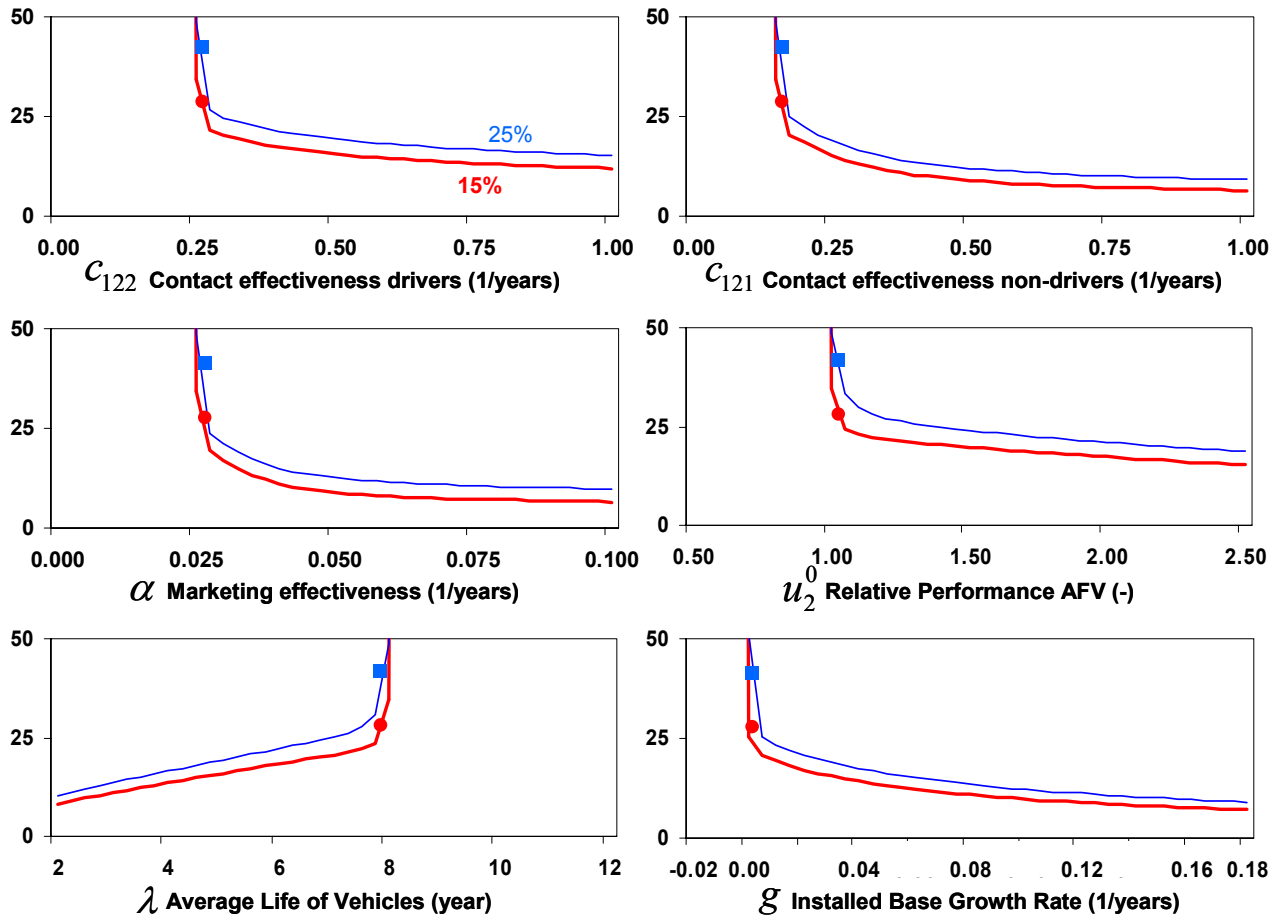 50
25
0
25%
15%
0.00 0.25 0.50 0.75 1.00
c122 Contact effectiveness drivers (1/years)
50
25
0
0.00 0.25 0.50 0.75 1.00
c121 Contact effectiveness non-drivers (1/years)
50
25
0
0.000 0.025 0.050 0.075 0.100
α Marketing effectiveness (1/years)
50
25
0
0.50 1.00 1.50 2.00 2.50
u₂⁰ Relative Performance AFV (-)
50
25
0
2 4 6 8 10 12
λ Average Life of Vehicles (year)
50
25
0
-0.02 0.00 0.04 0.08 0.12 0.16 0.18
g Installed Base Growth Rate (1/years)